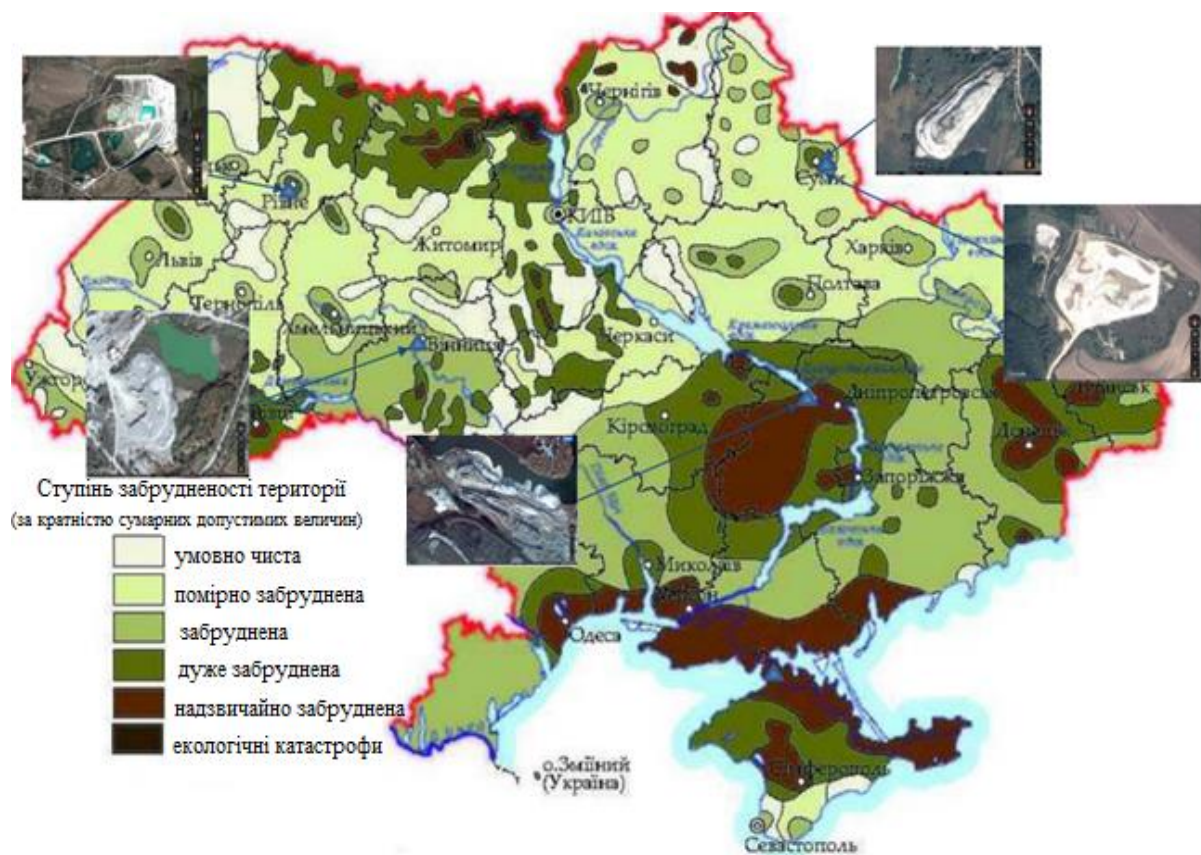 Чернігів
Суми
Рівне
КИЇВ
Житомир
Харківо
Львів
Полтава
Тернопіль
Хмельницький
Черкаси
Вінниця
Ужгор
Дніпропетровськ
Кіровоград
Донецьк
Запоріжжя
Ступінь забрудненості території
(за кратністю сумарних допустимих величин)
умовно чиста
помірно забруднена
забруднена
дуже забруднена
надзвичайно забруднена
екологічні катастрофи
Миколаїв
Херсон
Одеса
о.Зміїний
(Україна)
Сімферополь
Севастополь